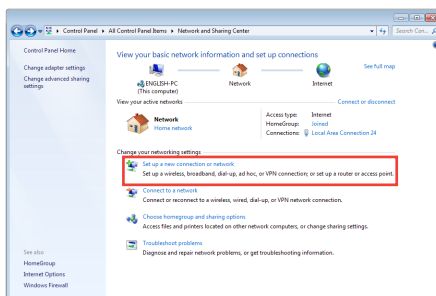 Control Panel ▸ All Control Panel Items ▸ Network and Sharing Center
Search Con...
Control Panel Home
Change adapter settings
Change advanced sharing
settings
View your basic network information and set up connections
See full map
ENGLISH-PC
(This computer)
Network
Internet
View your active networks
Connect or disconnect
Network
Home network
Access type: Internet
HomeGroup: Joined
Connections: Local Area Connection 24
Change your networking settings
Set up a new connection or network
Set up a wireless, broadband, dial-up, ad hoc, or VPN connection; or set up a router or access point.
Connect to a network
Connect or reconnect to a wireless, wired, dial-up, or VPN network connection.
Choose homegroup and sharing options
Access files and printers located on other network computers, or change sharing settings.
Troubleshoot problems
Diagnose and repair network problems, or get troubleshooting information.
See also
HomeGroup
Internet Options
Windows Firewall